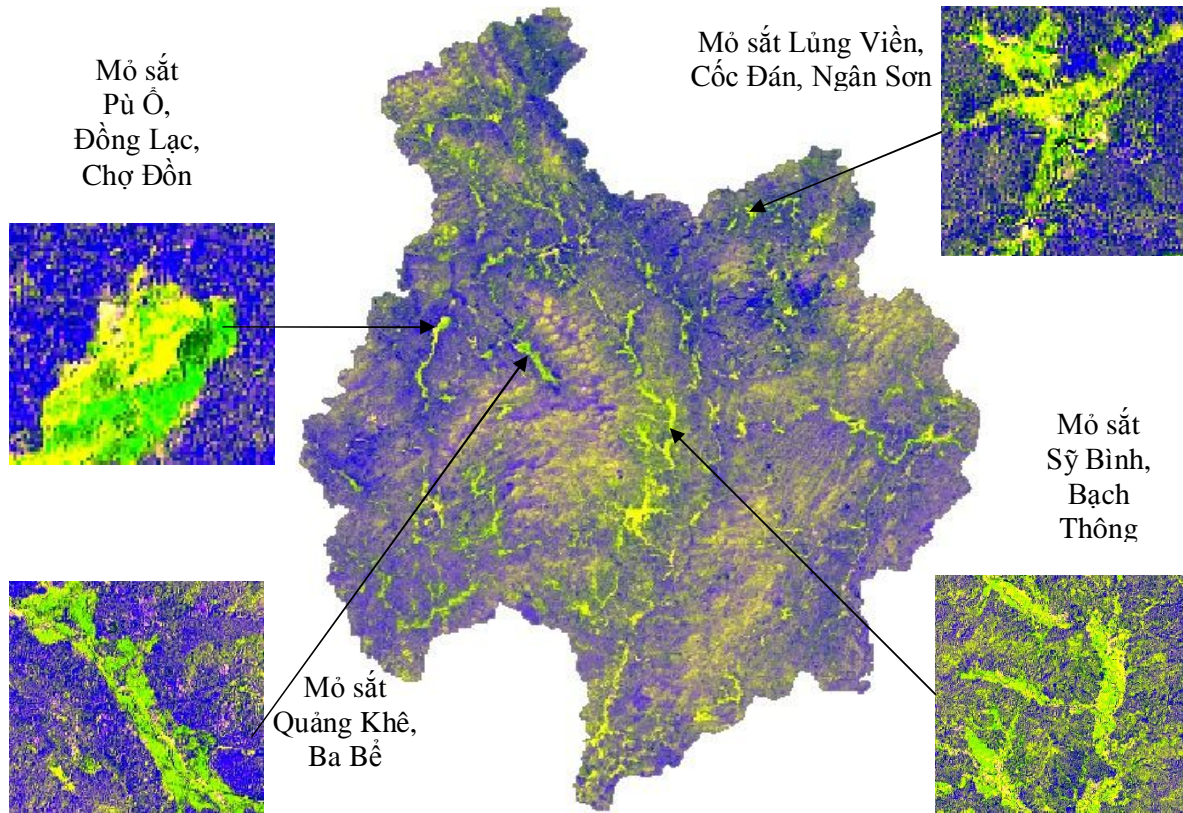 Mỏ sắt
Pù Ổ,
Đồng Lạc,
Chợ Đồn
Mỏ sắt Lủng Viền,
Cốc Đán, Ngân Sơn
Mỏ sắt
Sỹ Bình,
Bạch
Thông
Mỏ sắt
Quảng Khê,
Ba Bể